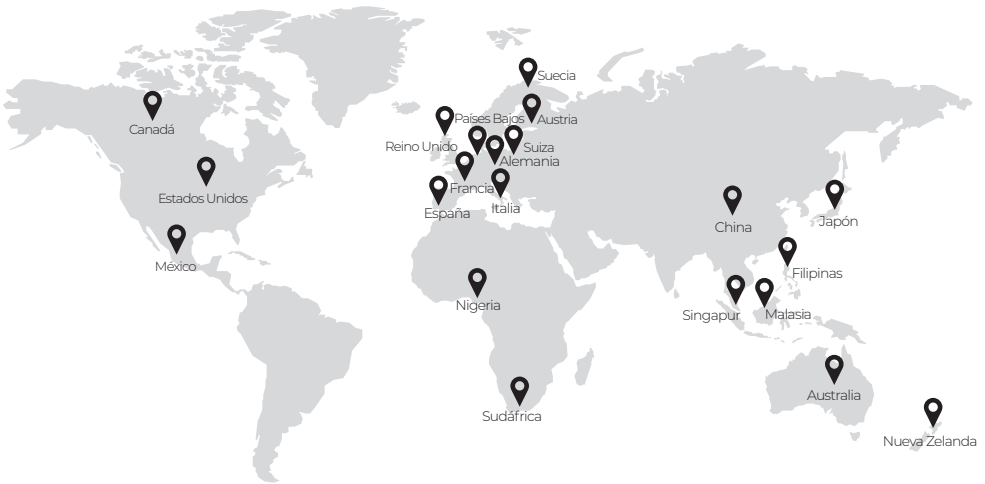 Suecia
Países Bajos
Austria
Canadá
Reino Unido
Suiza
Alemania
Estados Unidos
Francia
Italia
España
Japón
China
México
Filipinas
Nigeria
Singapur
Malasia
Australia
Sudáfrica
Nueva Zelanda